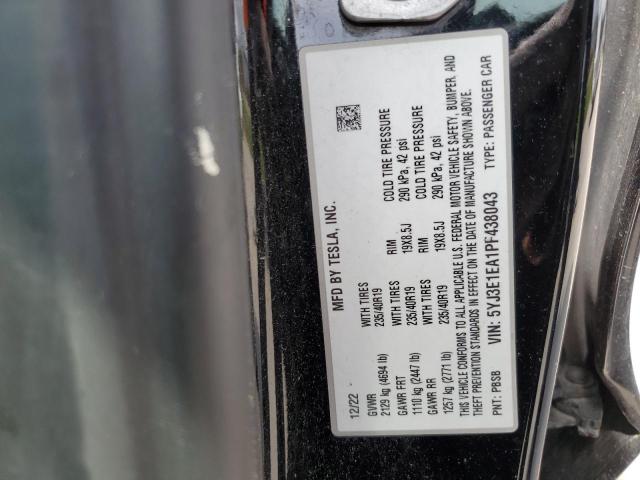 MFD BY TESLA, INC.
12/22
GVWR WITH TIRES RIM COLD TIRE PRESSURE
2129 kg (4694 lb) 235/40R19 19X8.5J 290 kPa, 42 psi
GAWR FRT WITH TIRES RIM COLD TIRE PRESSURE
1110 kg (2447 lb) 235/40R19 19X8.5J 290 kPa, 42 psi
GAWR RR WITH TIRES
1257 kg (2771 lb) 235/40R19
THIS VEHICLE CONFORMS TO ALL APPLICABLE U.S. FEDERAL MOTOR VEHICLE SAFETY, BUMPER, AND
THEFT PREVENTION STANDARDS IN EFFECT ON THE DATE OF MANUFACTURE SHOWN ABOVE.
PNT: PBSB VIN: 5YJ3E1EA1PF438043 TYPE: PASSENGER CAR